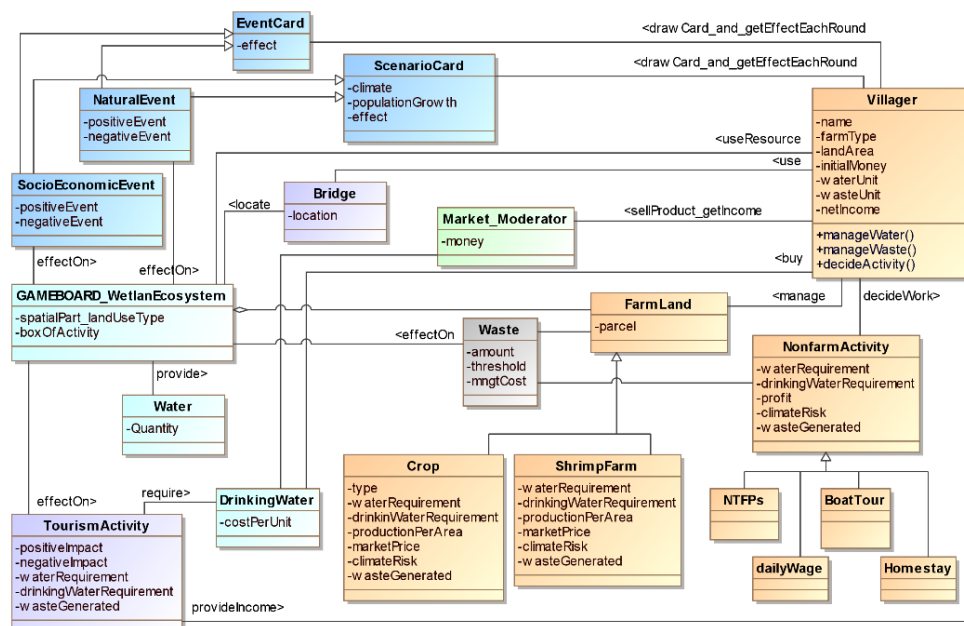 EventCard
-effect
<draw Card_and_getEffectEachRound
ScenarioCard
-climate
-populationGrowth
-effect
<draw Card_and_getEffectEachRound
NaturalEvent
-positiveEvent
-negativeEvent
Villager
-name
-farmType
-landArea
-initialMoney
-waterUnit
-wasteUnit
-netIncome
+manageWater()
+manageWaste()
+decideActivity()
<useResource
<use
SocioEconomicEvent
-positiveEvent
-negativeEvent
Bridge
-location
<locate
Market_Moderator
-money
<sellProduct_getIncome
effectOn>
effectOn>
<buy
GAMEBOARD_WetlanEcosystem
-spatialPart_landUseType
-boxOfActivity
FarmLand
-parcel
<manage
decideWork>
<effectOn
Waste
-amount
-threshold
-mngtCost
NonfarmActivity
-waterRequirement
-drinkingWaterRequirement
-profit
-climateRisk
-wasteGenerated
provide>
Water
-Quantity
Crop
-type
-waterRequirement
-drinkinWaterRequirement
-productionPerArea
-marketPrice
-climateRisk
-wasteGenerated
ShrimpFarm
-waterRequirement
-drinkingWaterRequirement
-productionPerArea
-marketPrice
-climateRisk
-wasteGenerated
NTFPs
BoatTour
dailyWage
Homestay
effectOn>
require>
DrinkingWater
-costPerUnit
TourismActivity
-positiveImpact
-negativeImpact
-waterRequirement
-drinkingWaterRequirement
-wasteGenerated
provideIncome>